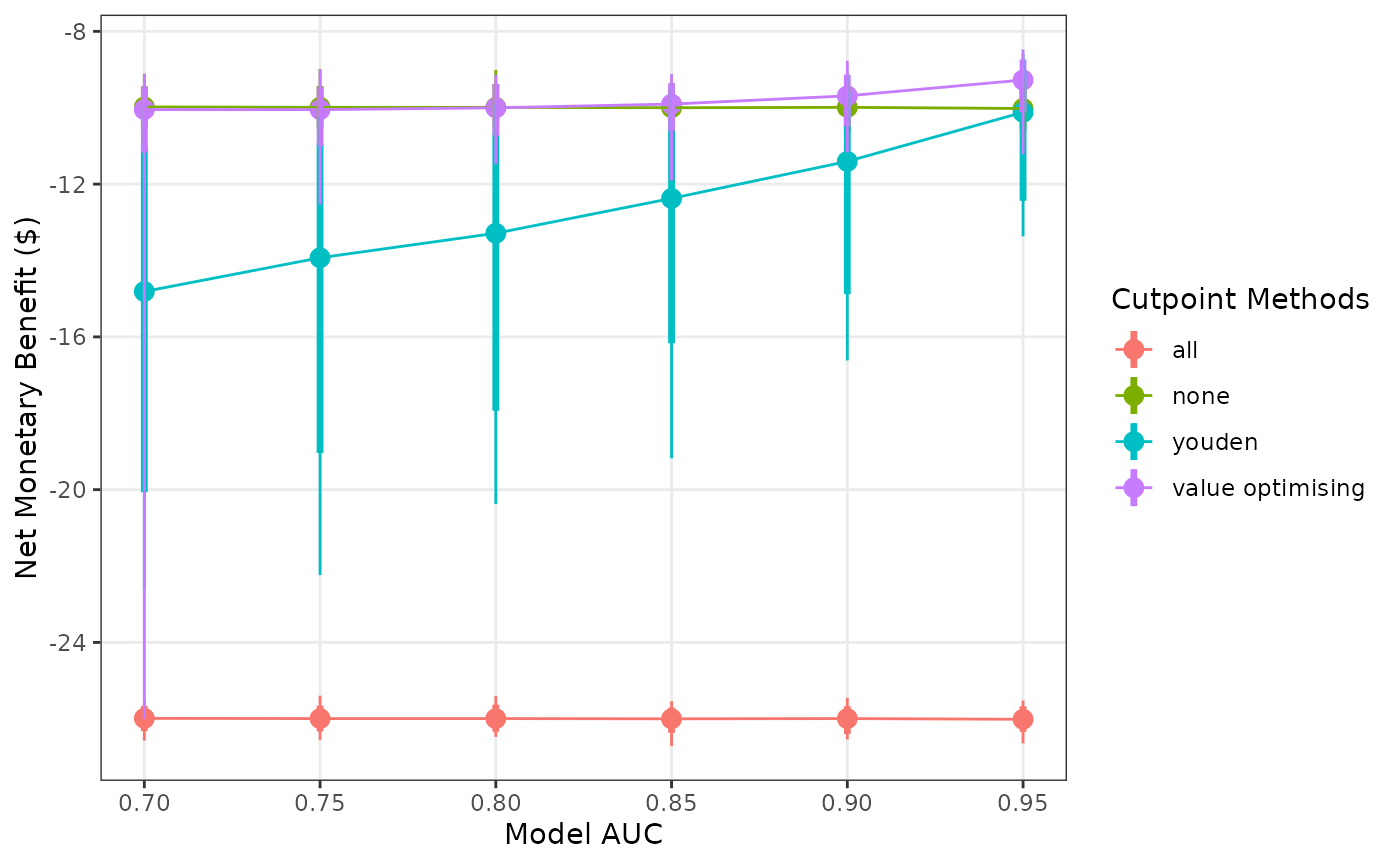 -8
-12
-16
-20
-24
Net Monetary Benefit ($)
0.70 0.75 0.80 0.85 0.90 0.95
Model AUC
Cutpoint Methods
all
none
youden
value optimising